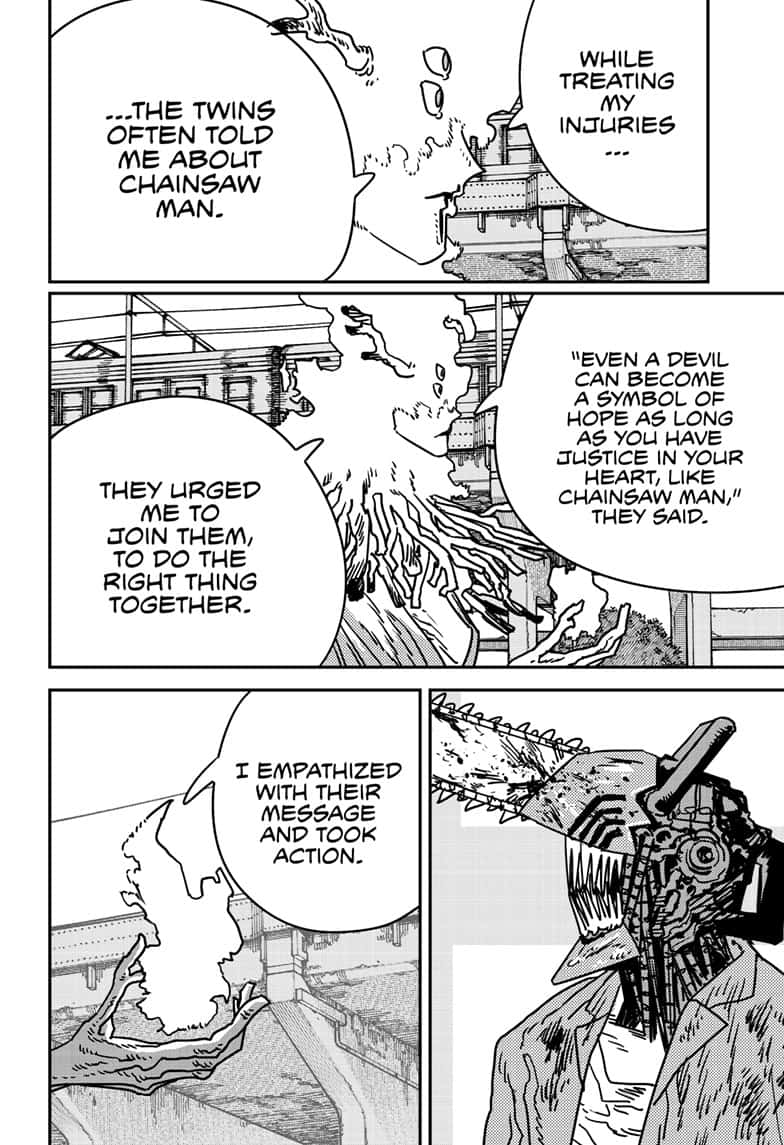 WHILE
TREATING
MY
INJURIES
...
...THE TWINS
OFTEN TOLD
ME ABOUT
CHAINSAW
MAN.
"EVEN A DEVIL
CAN BECOME
A SYMBOL OF
HOPE AS LONG
AS YOU HAVE
JUSTICE IN YOUR
HEART, LIKE
CHAINSAW MAN,"
THEY SAID.
THEY URGED
ME TO
JOIN THEM,
TO DO THE
RIGHT THING
TOGETHER.
I EMPATHIZED
WITH THEIR
MESSAGE
AND TOOK
ACTION.